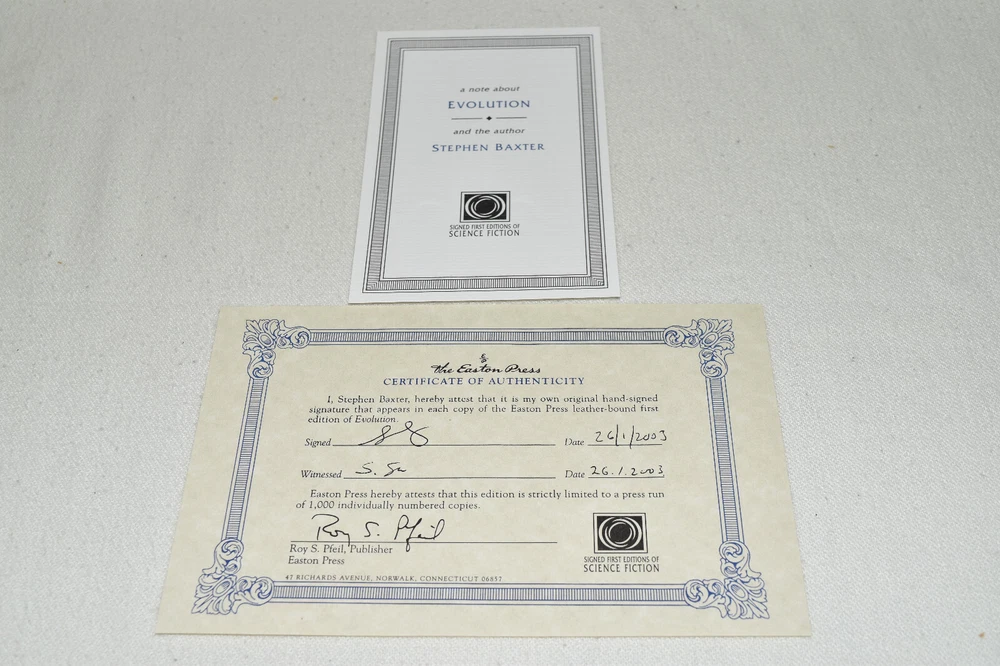 a note about
EVOLUTION
and the author
STEPHEN BAXTER
SIGNED FIRST EDITIONS OF
SCIENCE FICTION
The Easton Press
CERTIFICATE OF AUTHENTICITY
I, Stephen Baxter, hereby attest that it is my own original hand-signed
signature that appears in each copy of the Easton Press leather-bound first
edition of Evolution.
Signed Date 26/1/2003
Witnessed Date 26.1.2003
Easton Press hereby attests that this edition is strictly limited to a press run
of 1,000 individually numbered copies.
Roy S. Pfeil
Roy S. Pfeil, Publisher
Easton Press
SIGNED FIRST EDITIONS OF
SCIENCE FICTION
47 RICHARDS AVENUE, NORWALK, CONNECTICUT 06857